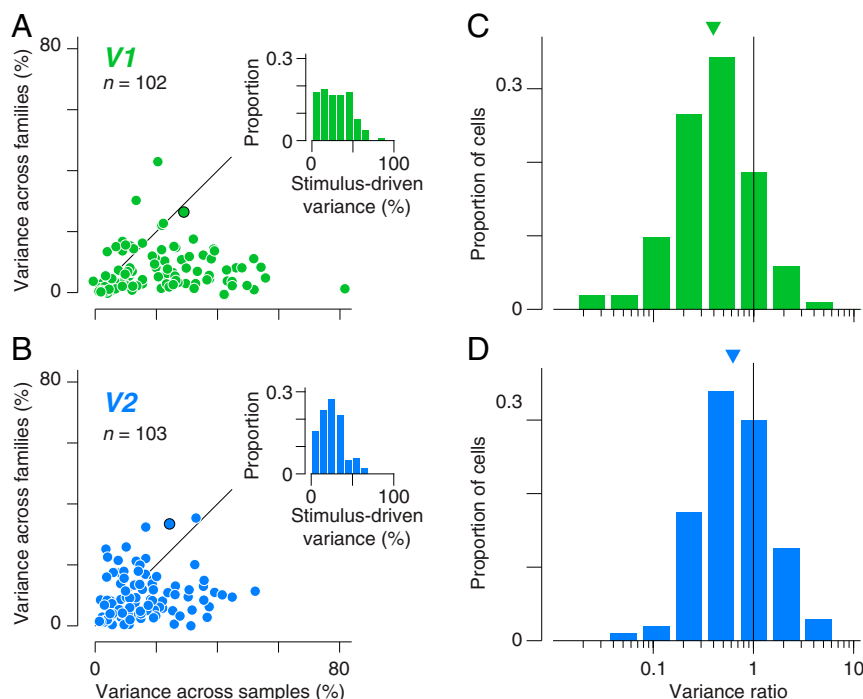 A
80
V1
n = 102
Variance across families (%)
0
0.3
Proportion
0
0
100
Stimulus-driven
variance (%)
C
0.3
Proportion of cells
0
B
80
V2
n = 103
Variance across families (%)
0
0
80
Variance across samples (%)
0.3
Proportion
0
0
100
Stimulus-driven
variance (%)
D
0.3
Proportion of cells
0
0.1
1
10
Variance ratio